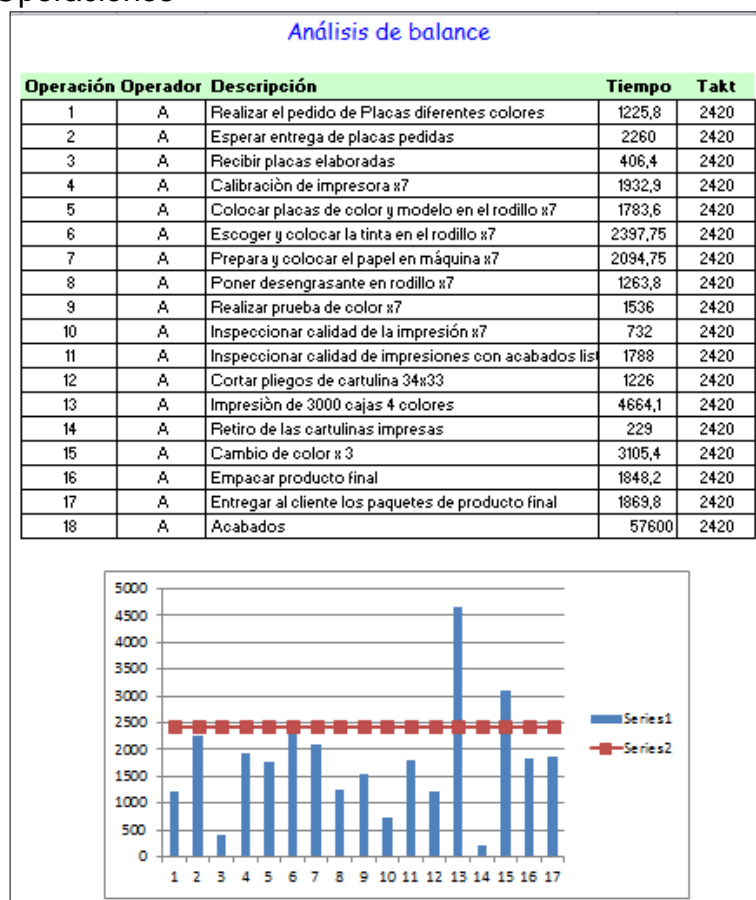 Operaciones
Análisis de balance
Operación Operador Descripción Tiempo Takt
1 A Realizar el pedido de Placas diferentes colores 1225,8 2420
2 A Esperar entrega de placas pedidas 2260 2420
3 A Recibir placas elaboradas 406,4 2420
4 A Calibraciòn de impresora x7 1932,9 2420
5 A Colocar placas de color y modelo en el rodillo x7 1783,6 2420
6 A Escoger y colocar la tinta en el rodillo x7 2397,75 2420
7 A Prepara y colocar el papel en máquina x7 2094,75 2420
8 A Poner desengrasante en rodillo x7 1263,8 2420
9 A Realizar prueba de color x7 1536 2420
10 A Inspeccionar calidad de la impresión x7 732 2420
11 A Inspeccionar calidad de impresiones con acabados list 1788 2420
12 A Cortar pliegos de cartulina 34x33 1226 2420
13 A Impresiòn de 3000 cajas 4 colores 4664,1 2420
14 A Retiro de las cartulinas impresas 229 2420
15 A Cambio de color x 3 3105,4 2420
16 A Empacar producto final 1848,2 2420
17 A Entregar al cliente los paquetes de producto final 1869,8 2420
18 A Acabados 57600 2420
5000
4500
4000
3500
3000
2500
2000
1500
1000
500
0
Series1
Series2
1 2 3 4 5 6 7 8 9 10 11 12 13 14 15 16 17